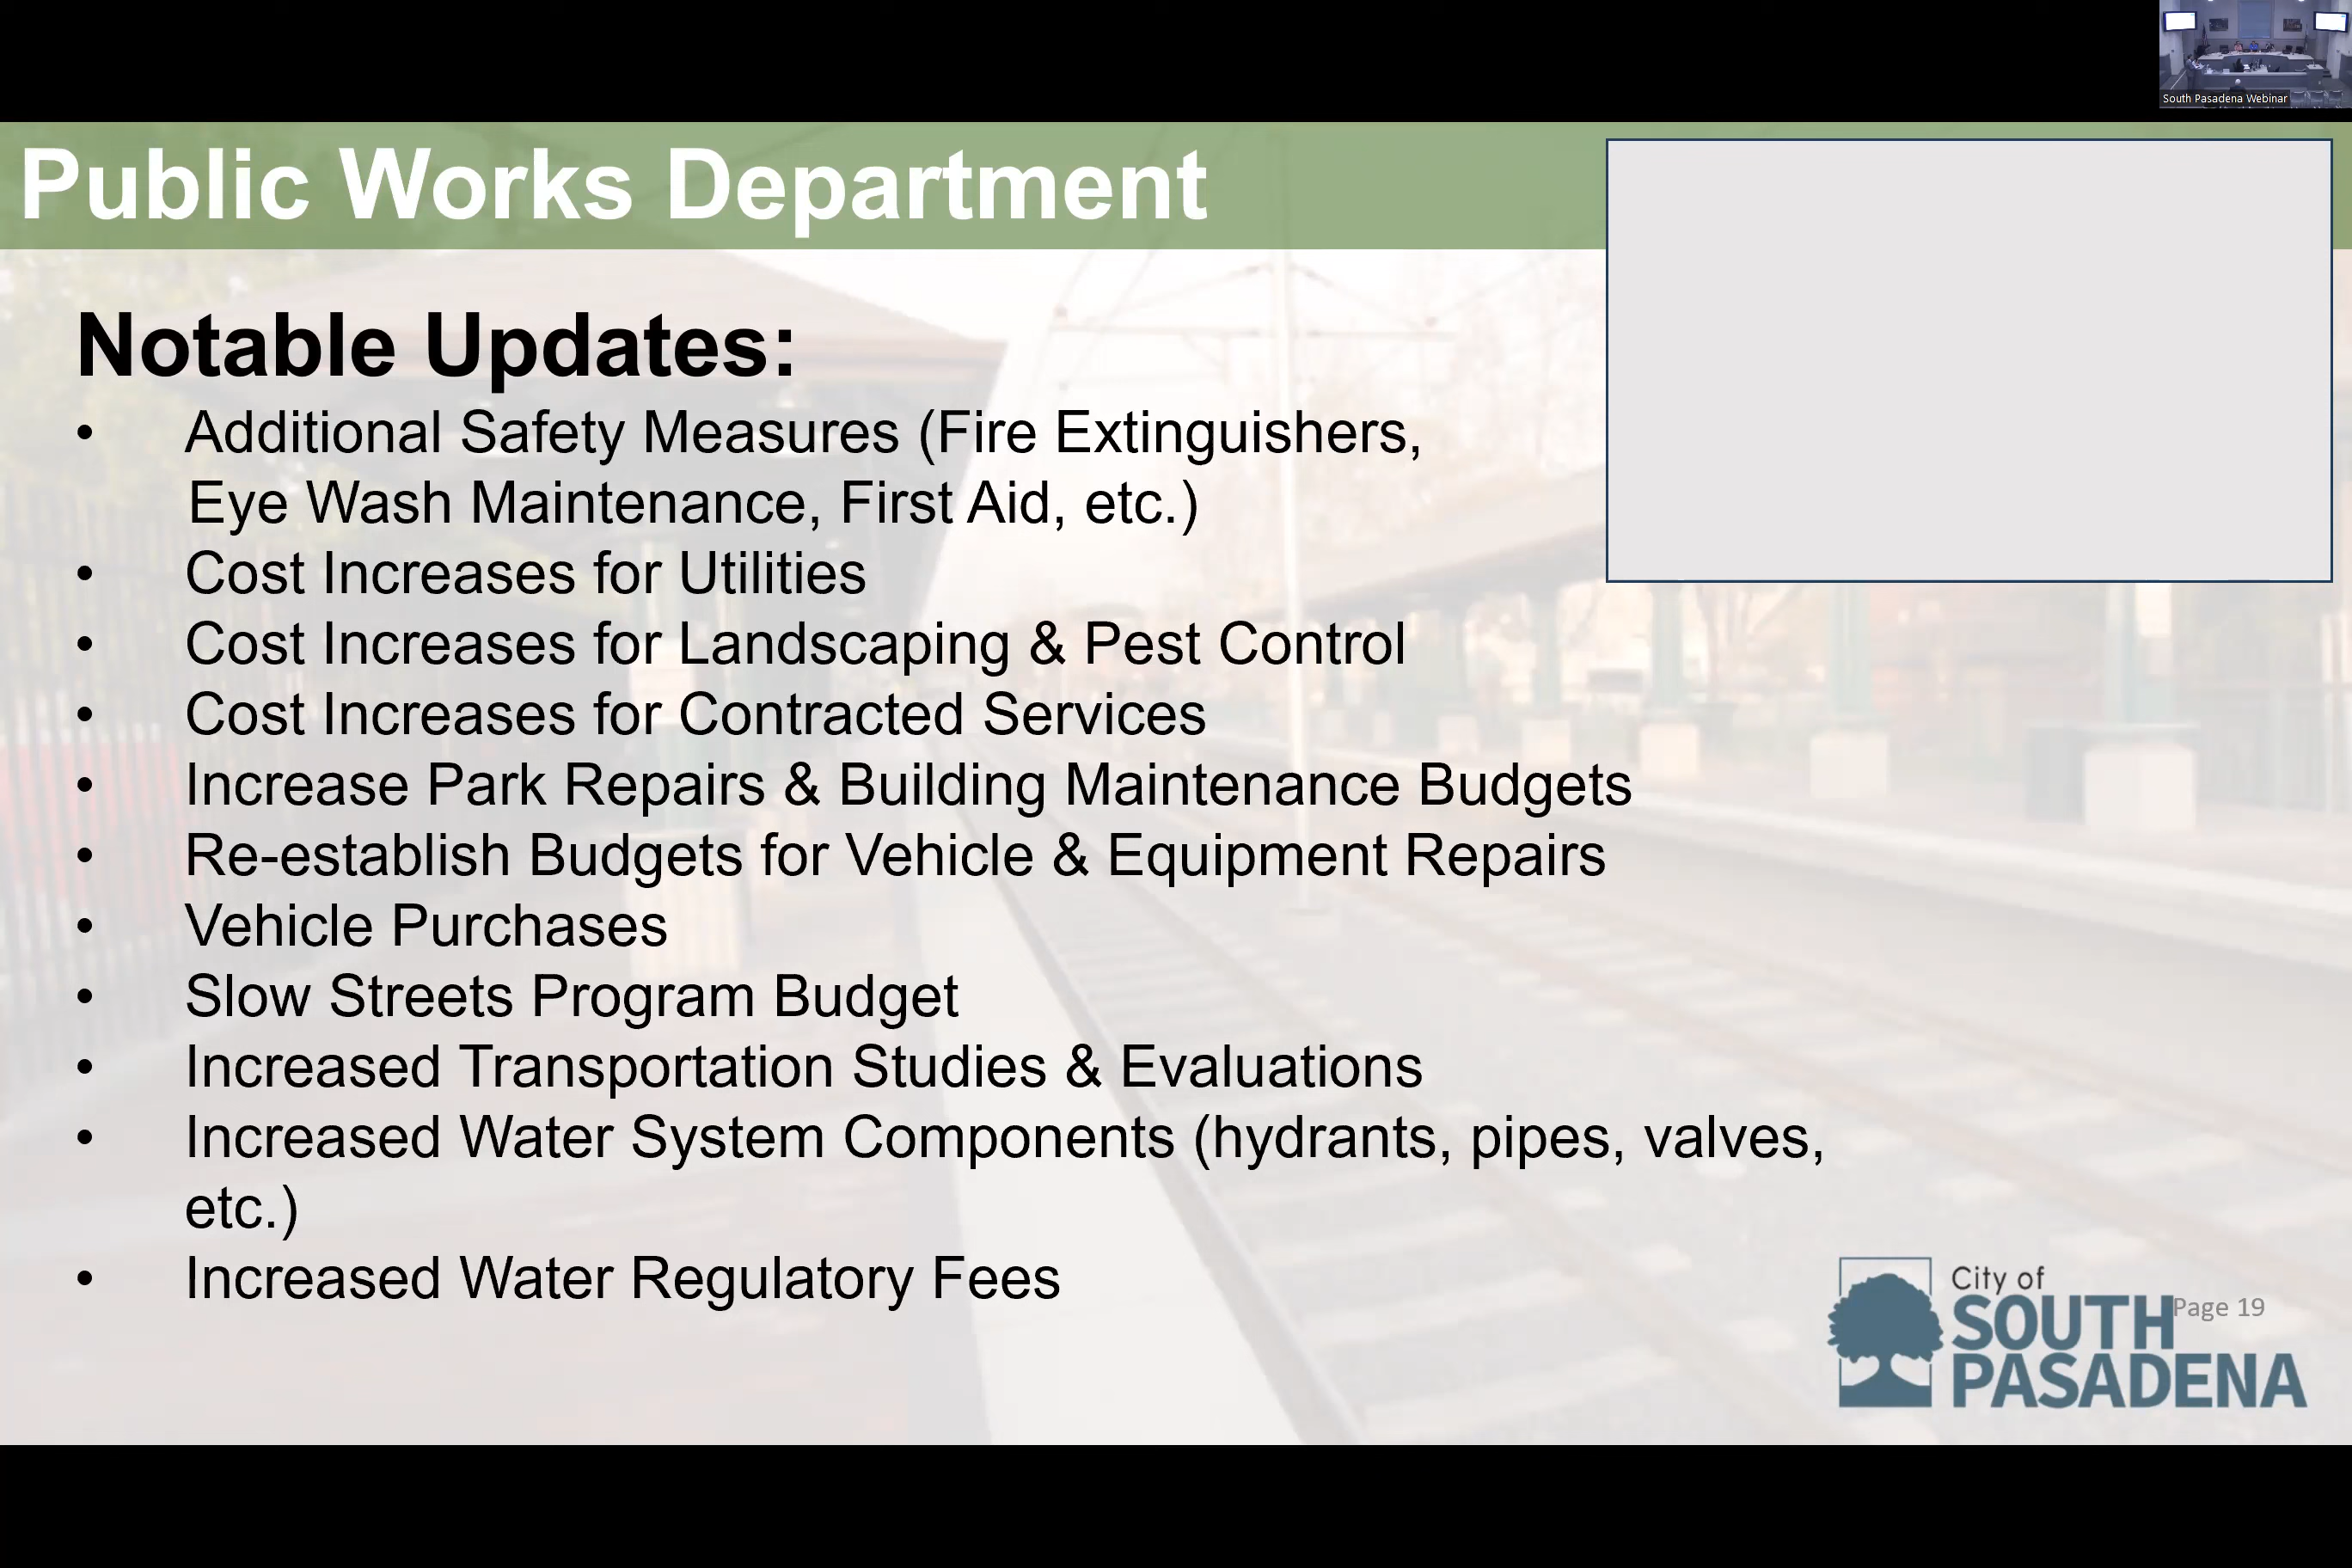 South Pasadena Webinar
Public Works Department
Notable Updates:
• Additional Safety Measures (Fire Extinguishers,
Eye Wash Maintenance, First Aid, etc.)
• Cost Increases for Utilities
• Cost Increases for Landscaping & Pest Control
• Cost Increases for Contracted Services
• Increase Park Repairs & Building Maintenance Budgets
• Re-establish Budgets for Vehicle & Equipment Repairs
• Vehicle Purchases
• Slow Streets Program Budget
• Increased Transportation Studies & Evaluations
• Increased Water System Components (hydrants, pipes, valves,
etc.)
• Increased Water Regulatory Fees
City of
SOUTH
PASADENA
Page 19